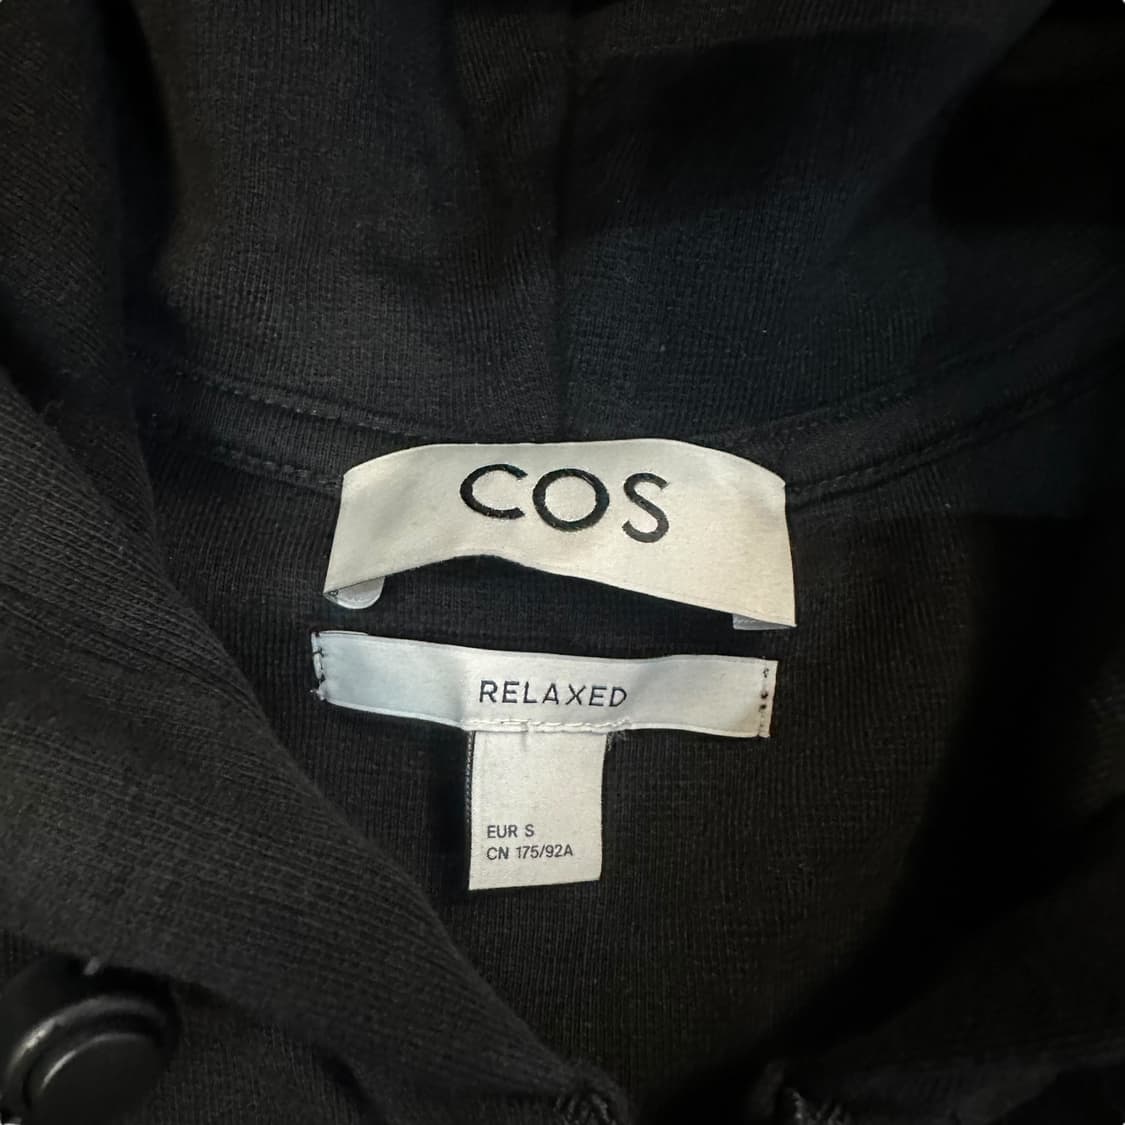 COS
RELAXED
EUR S
CN 175/92A